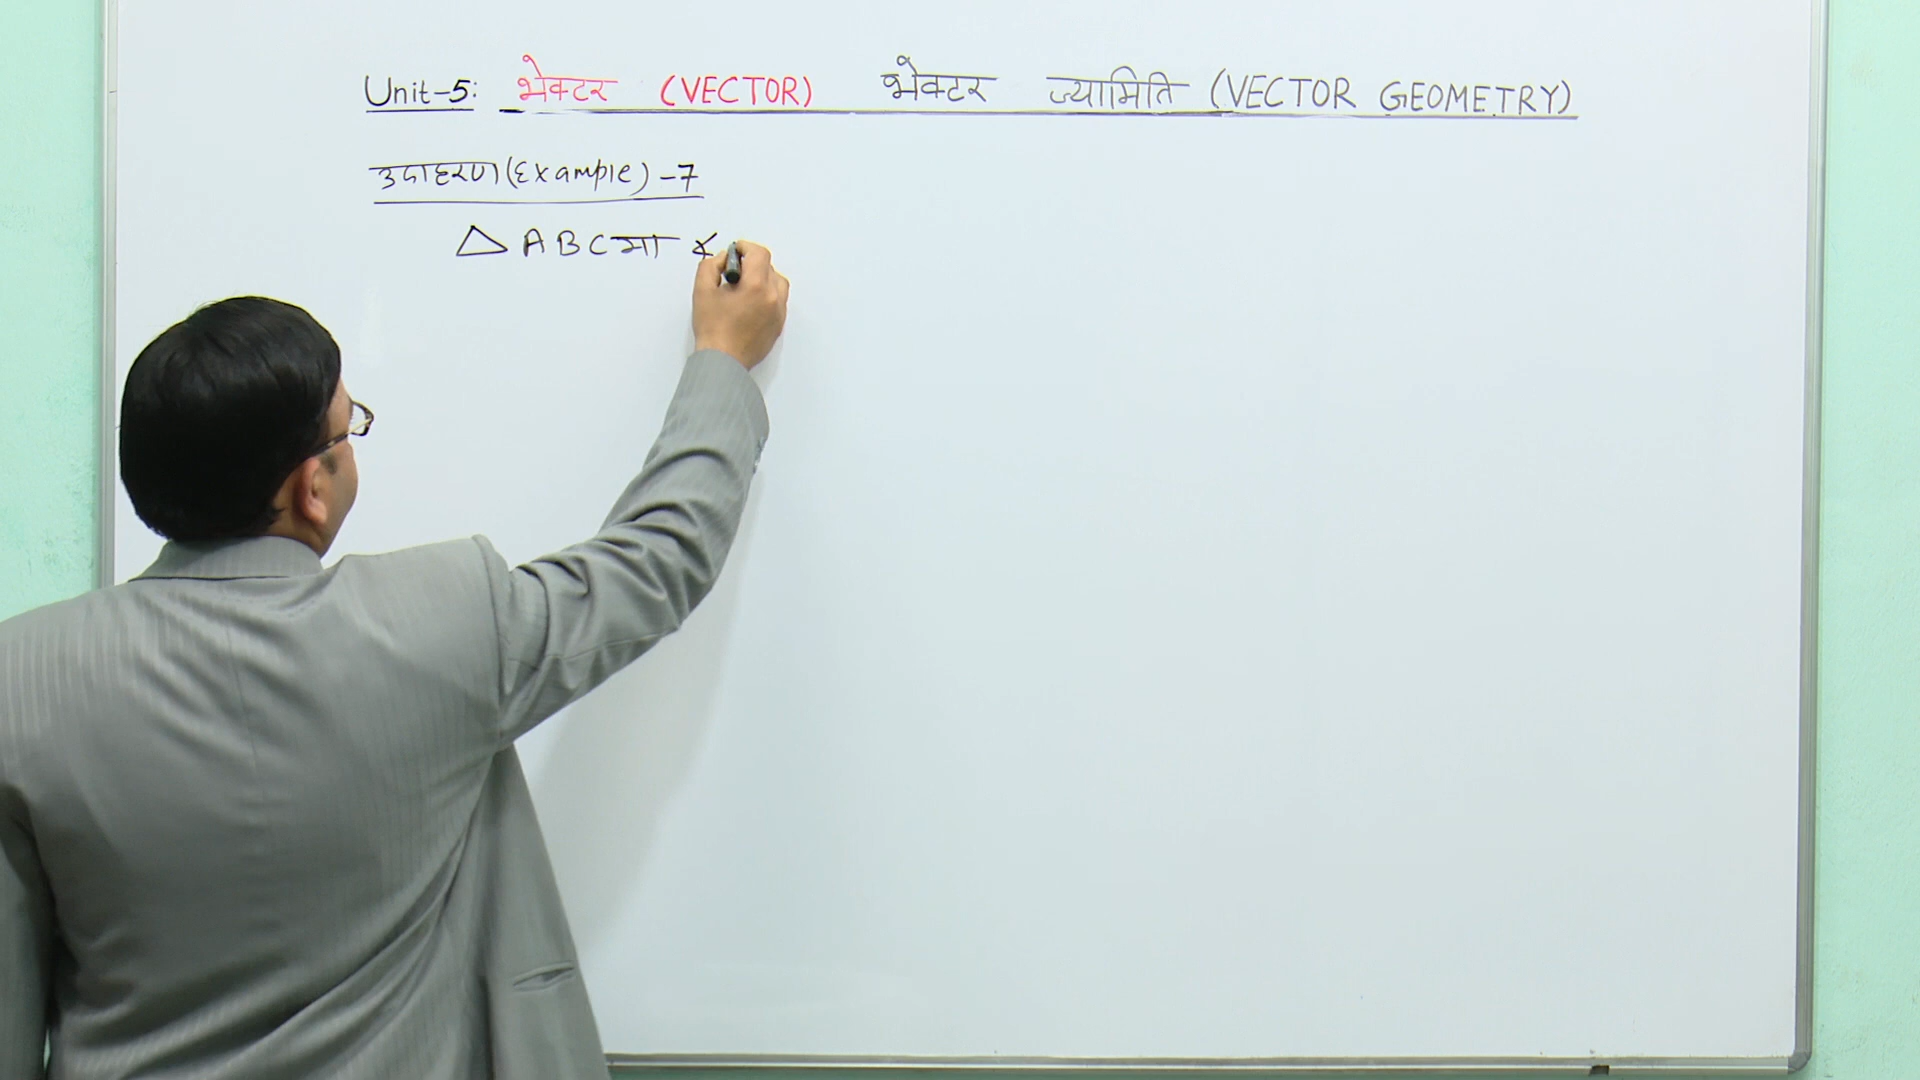 Unit-5: भेक्टर (VECTOR) भेक्टर ज्यामिति (VECTOR GEOMETRY)
उदाहरण (Example) -7
△ABC मा ∡